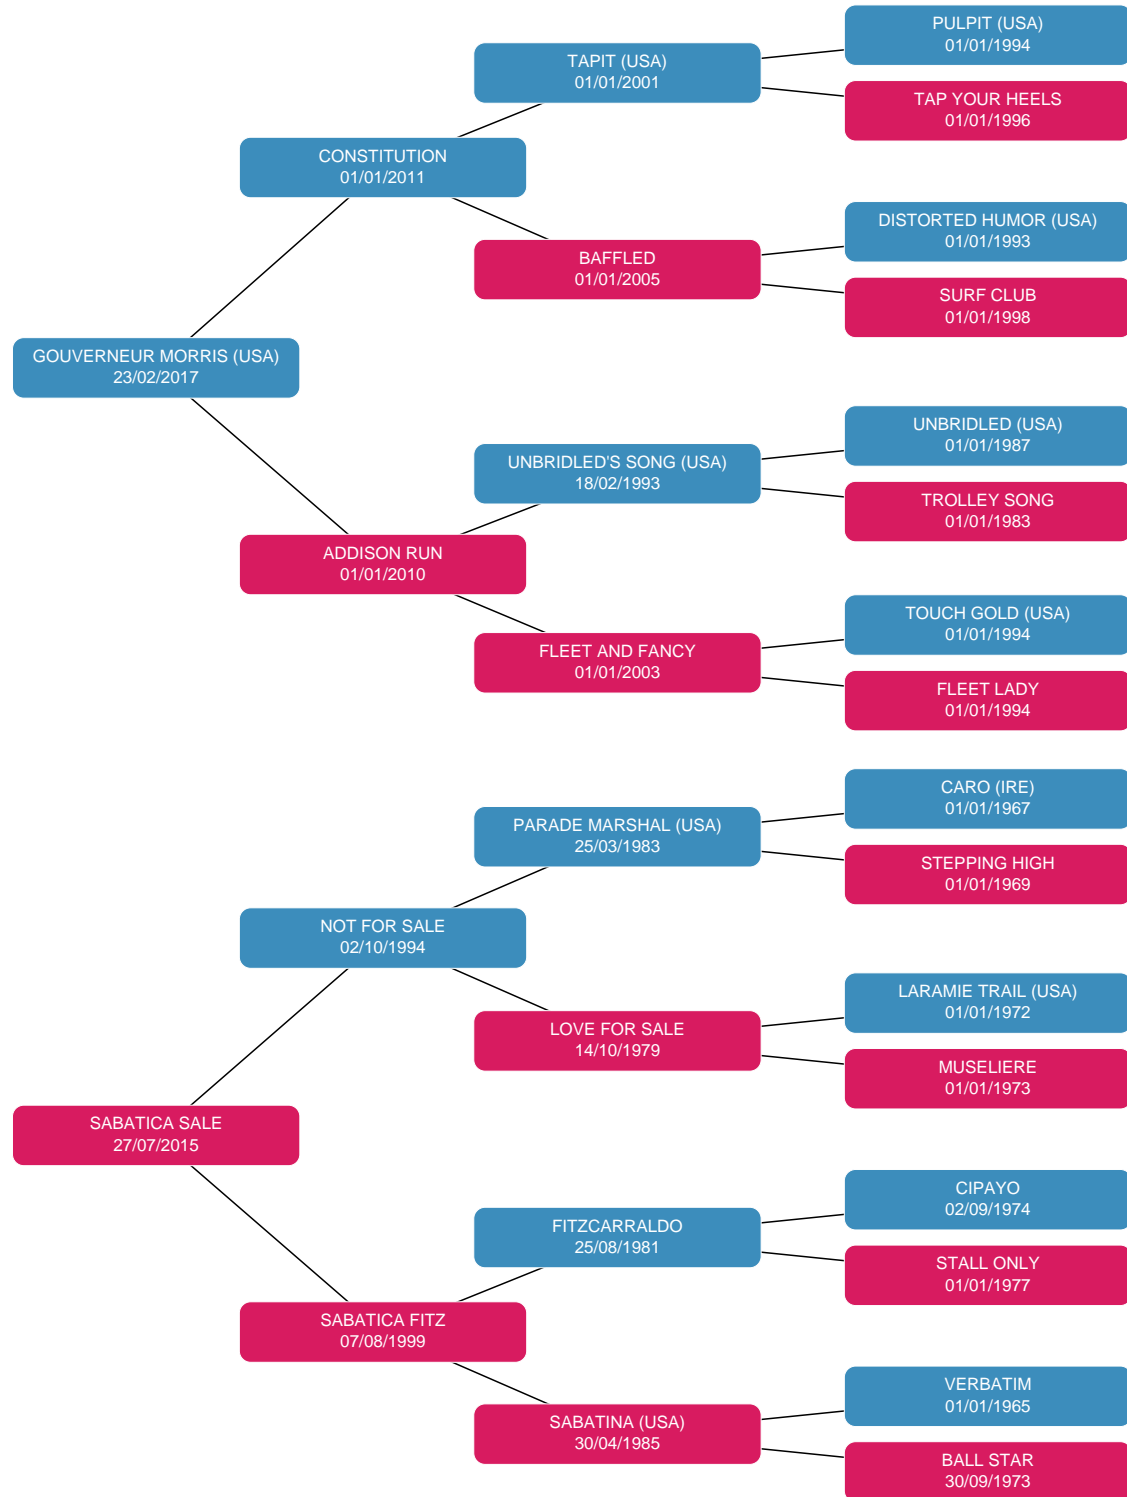 PULPIT (USA)
01/01/1994
TAPIT (USA)
01/01/2001
TAP YOUR HEELS
01/01/1996
CONSTITUTION
01/01/2011
DISTORTED HUMOR (USA)
01/01/1993
BAFFLED
01/01/2005
SURF CLUB
01/01/1998
GOUVERNEUR MORRIS (USA)
23/02/2017
UNBRIDLED (USA)
01/01/1987
UNBRIDLED'S SONG (USA)
18/02/1993
TROLLEY SONG
01/01/1983
ADDISON RUN
01/01/2010
TOUCH GOLD (USA)
01/01/1994
FLEET AND FANCY
01/01/2003
FLEET LADY
01/01/1994
CARO (IRE)
01/01/1967
PARADE MARSHAL (USA)
25/03/1983
STEPPING HIGH
01/01/1969
NOT FOR SALE
02/10/1994
LARAMIE TRAIL (USA)
01/01/1972
LOVE FOR SALE
14/10/1979
MUSELIERE
01/01/1973
SABATICA SALE
27/07/2015
CIPAYO
02/09/1974
FITZCARRALDO
25/08/1981
STALL ONLY
01/01/1977
SABATICA FITZ
07/08/1999
VERBATIM
01/01/1965
SABATINA (USA)
30/04/1985
BALL STAR
30/09/1973